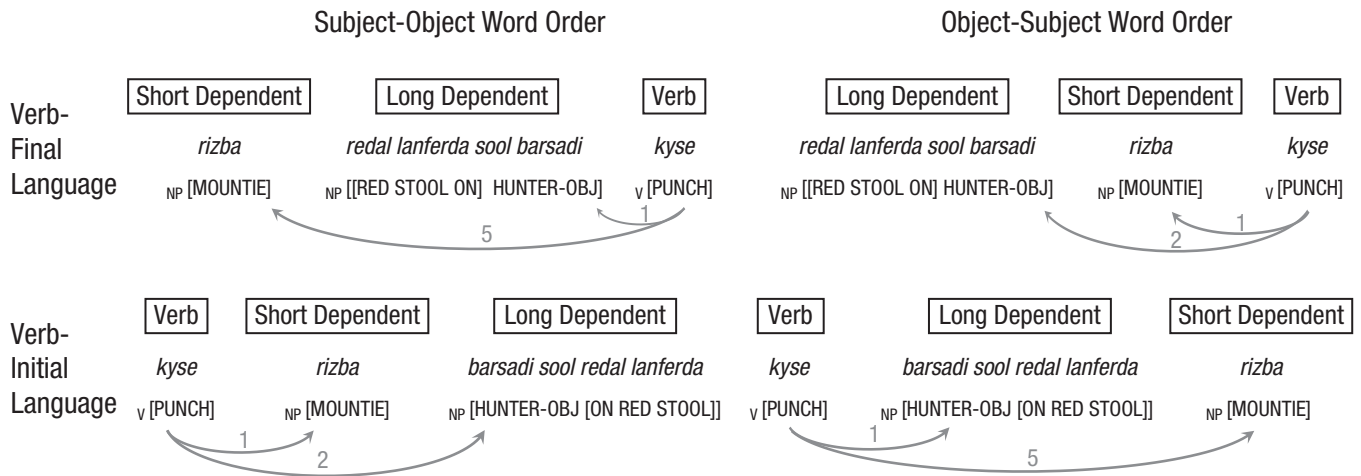 Subject-Object Word Order Object-Subject Word Order
Verb-Final Language
Short Dependent Long Dependent Verb Long Dependent Short Dependent Verb
rizba redal lanferda sool barsadi kyse redal lanferda sool barsadi rizba kyse
NP [MOUNTIE] NP [[RED STOOL ON] HUNTER-OBJ] V [PUNCH] NP [[RED STOOL ON] HUNTER-OBJ] NP [MOUNTIE] V [PUNCH]
1 1
5 2
Verb-Initial Language
Verb Short Dependent Long Dependent Verb Long Dependent Short Dependent
kyse rizba barsadi sool redal lanferda kyse barsadi sool redal lanferda rizba
V [PUNCH] NP [MOUNTIE] NP [HUNTER-OBJ [ON RED STOOL]] V [PUNCH] NP [HUNTER-OBJ [ON RED STOOL]] NP [MOUNTIE]
1 1
2 5